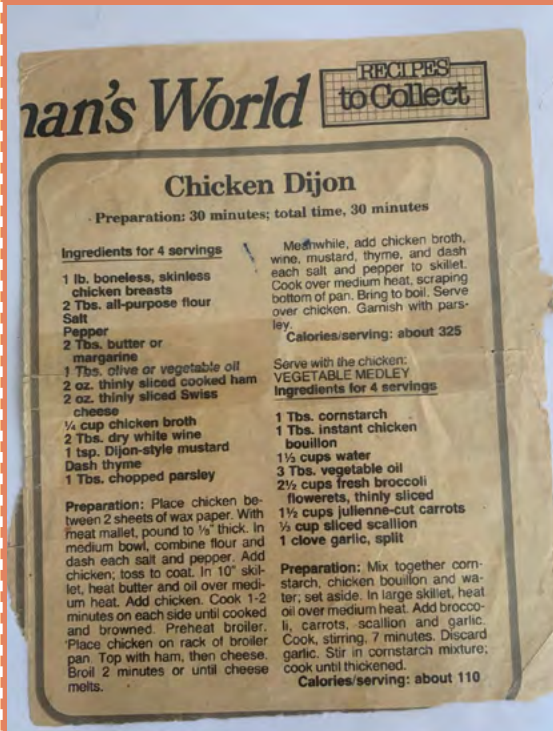 man's World
RECIPES
to Collect
Chicken Dijon
Preparation: 30 minutes; total time, 30 minutes
Ingredients for 4 servings
1 lb. boneless, skinless
chicken breasts
2 Tbs. all-purpose flour
Salt
Pepper
2 Tbs. butter or
margarine
1 Tbs. olive or vegetable oil
2 oz. thinly sliced cooked ham
2 oz. thinly sliced Swiss
cheese
¼ cup chicken broth
2 Tbs. dry white wine
1 tsp. Dijon-style mustard
Dash thyme
1 Tbs. chopped parsley
Preparation: Place chicken be-
tween 2 sheets of wax paper. With
meat mallet, pound to ⅛" thick. In
medium bowl, combine flour and
dash each salt and pepper. Add
chicken; toss to coat. In 10" skil-
let, heat butter and oil over medi-
um heat. Add chicken. Cook 1-2
minutes on each side until cooked
and browned. Preheat broiler.
Place chicken on rack of broiler
pan. Top with ham, then cheese.
Broil 2 minutes or until cheese
melts.
Meanwhile, add chicken broth,
wine, mustard, thyme, and dash
each salt and pepper to skillet.
Cook over medium heat, scraping
bottom of pan. Bring to boil. Serve
over chicken. Garnish with pars-
ley.
Calories/serving: about 325
Serve with the chicken:
VEGETABLE MEDLEY
Ingredients for 4 servings
1 Tbs. cornstarch
1 Tbs. instant chicken
bouillon
1½ cups water
3 Tbs. vegetable oil
2½ cups fresh broccoli
flowerets, thinly sliced
1½ cups julienne-cut carrots
⅓ cup sliced scallion
1 clove garlic, split
Preparation: Mix together corn-
starch, chicken bouillon and wa-
ter; set aside. In large skillet, heat
oil over medium heat. Add brocco-
li, carrots, scallion and garlic.
Cook, stirring, 7 minutes. Discard
garlic. Stir in cornstarch mixture;
cook until thickened.
Calories/serving: about 110